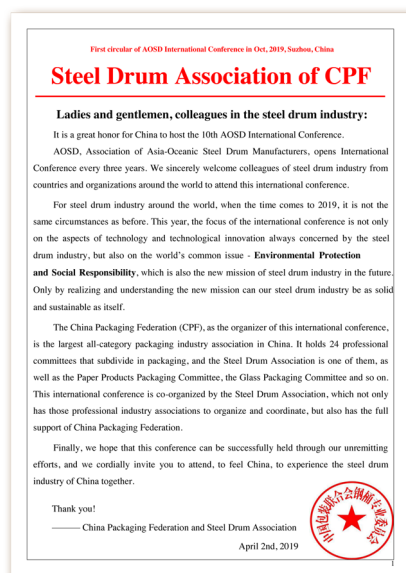 First circular of AOSD International Conference in Oct, 2019, Suzhou, China
Steel Drum Association of CPF
Ladies and gentlemen, colleagues in the steel drum industry:
It is a great honor for China to host the 10th AOSD International Conference.
AOSD, Association of Asia-Oceanic Steel Drum Manufacturers, opens International
Conference every three years. We sincerely welcome colleagues of steel drum industry from
countries and organizations around the world to attend this international conference.
For steel drum industry around the world, when the time comes to 2019, it is not the
same circumstances as before. This year, the focus of the international conference is not only
on the aspects of technology and technological innovation always concerned by the steel
drum industry, but also on the world's common issue - Environmental Protection
and Social Responsibility, which is also the new mission of steel drum industry in the future.
Only by realizing and understanding the new mission can our steel drum industry be as solid
and sustainable as itself.
The China Packaging Federation (CPF), as the organizer of this international conference,
is the largest all-category packaging industry association in China. It holds 24 professional
committees that subdivide in packaging, and the Steel Drum Association is one of them, as
well as the Paper Products Packaging Committee, the Glass Packaging Committee and so on.
This international conference is co-organized by the Steel Drum Association, which not only
has those professional industry associations to organize and coordinate, but also has the full
support of China Packaging Federation.
Finally, we hope that this conference can be successfully held through our unremitting
efforts, and we cordially invite you to attend, to feel China, to experience the steel drum
industry of China together.
Thank you!
——— China Packaging Federation and Steel Drum Association
April 2nd, 2019
中国包装联合会钢桶专业委员会
1